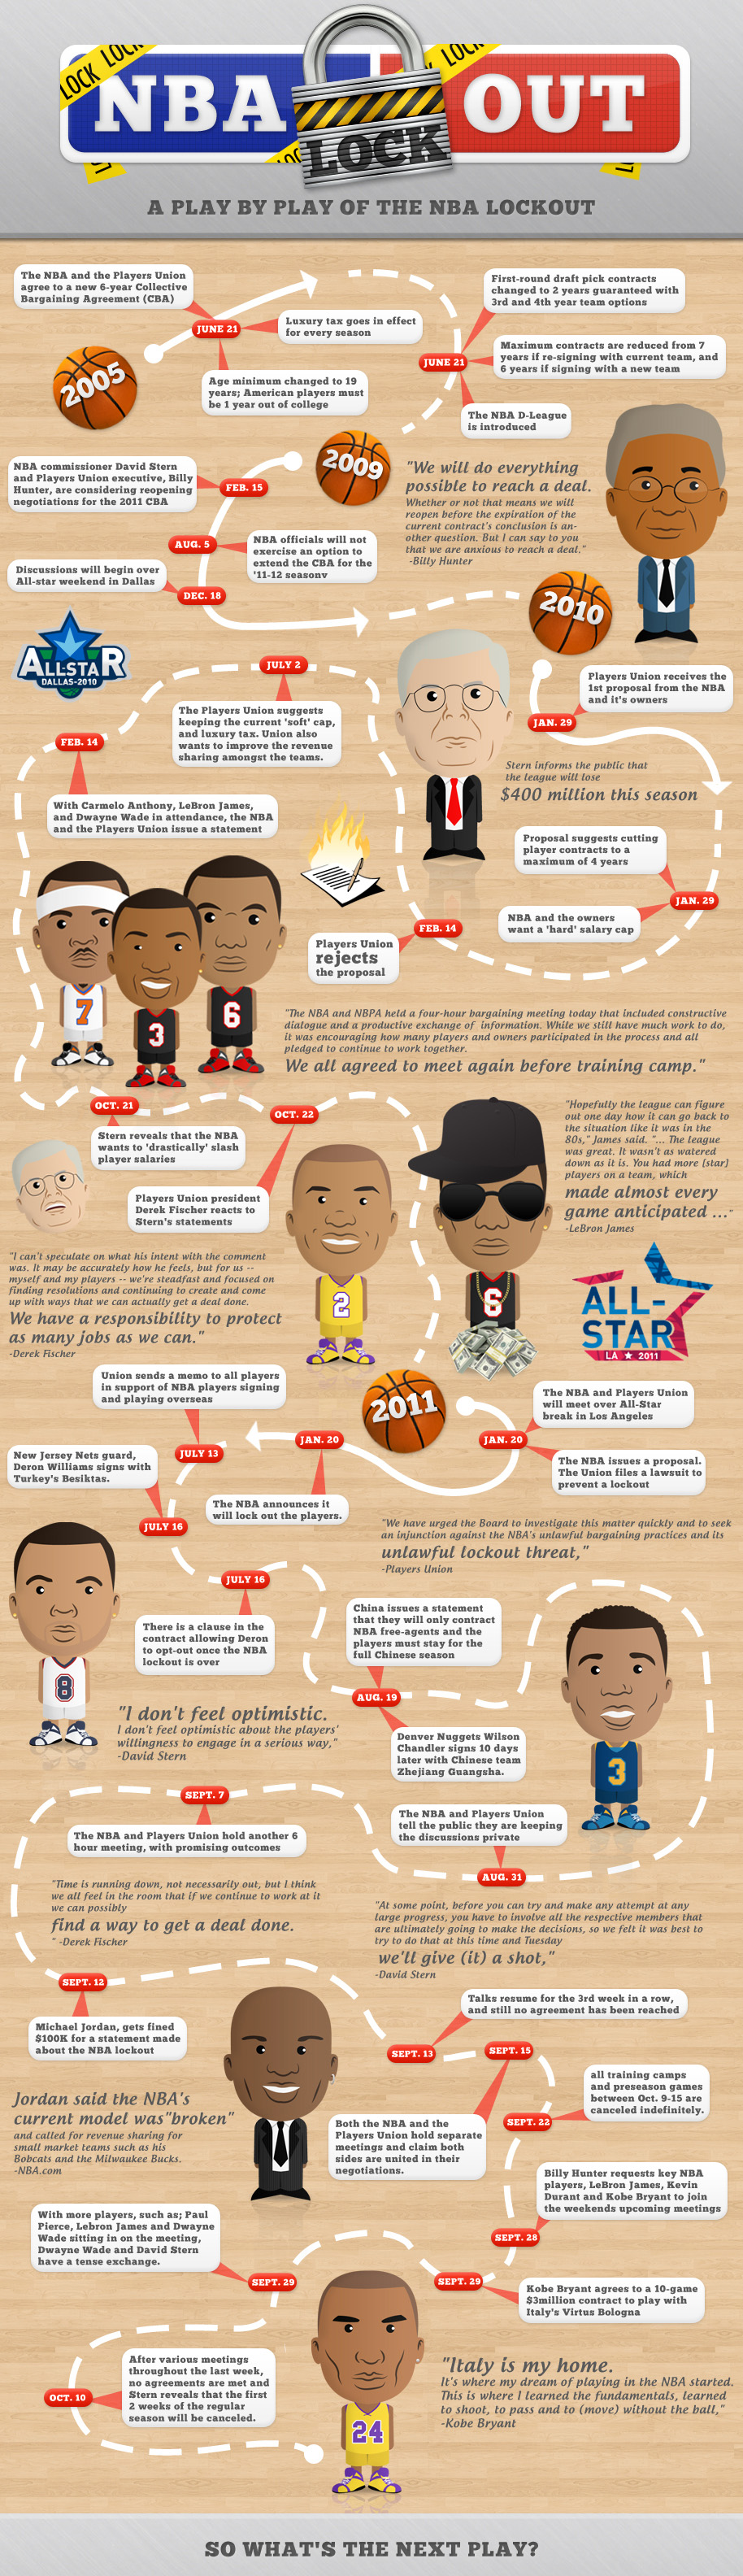 LOCK LOCK
LOCK
NBA
LOCK
OUT
A PLAY BY PLAY OF THE NBA LOCKOUT
The NBA and the Players Union
agree to a new 6-year Collective
Bargaining Agreement (CBA)
JUNE 21
Luxury tax goes in effect
for every season
Age minimum changed to 19
years; American players must
be 1 year out of college
2005
First-round draft pick contracts
changed to 2 years guaranteed with
3rd and 4th year team options
JUNE 21
Maximum contracts are reduced from 7
years if re-signing with current team, and
6 years if signing with a new team
The NBA D-League
is introduced
2009
NBA commissioner David Stern
and Players Union executive, Billy
Hunter, are considering reopening
negotiations for the 2011 CBA
FEB. 15
AUG. 5
NBA officials will not
exercise an option to
extend the CBA for the
'11-12 seasonv
Discussions will begin over
All-star weekend in Dallas
DEC. 18
"We will do everything
possible to reach a deal.
Whether or not that means we will
reopen before the expiration of the
current contract's conclusion is an-
other question. But I can say to you
that we are anxious to reach a deal."
-Billy Hunter
2010
ALL-STAR
DALLAS-2010
Players Union receives the
1st proposal from the NBA
and it's owners
JAN. 29
Stern informs the public that
the league will lose
$400 million this season
Proposal suggests cutting
player contracts to a
maximum of 4 years
JAN. 29
NBA and the owners
want a 'hard' salary cap
FEB. 14
Players Union
rejects
the proposal
JULY 2
The Players Union suggests
keeping the current 'soft' cap,
and luxury tax. Union also
wants to improve the revenue
sharing amongst the teams.
FEB. 14
With Carmelo Anthony, LeBron James,
and Dwayne Wade in attendance, the NBA
and the Players Union issue a statement
7
3
6
"The NBA and NBPA held a four-hour bargaining meeting today that included constructive
dialogue and a productive exchange of information. While we still have much work to do,
it was encouraging how many players and owners participated in the process and all
pledged to continue to work together.
We all agreed to meet again before training camp."
OCT. 21
Stern reveals that the NBA
wants to 'drastically' slash
player salaries
OCT. 22
Players Union president
Derek Fischer reacts to
Stern's statements
"I can't speculate on what his intent with the comment
was. It may be accurately how he feels, but for us --
myself and my players -- we're steadfast and focused on
finding resolutions and continuing to create and come
up with ways that we can actually get a deal done.
We have a responsibility to protect
as many jobs as we can."
-Derek Fischer
2
6
"Hopefully the league can figure
out one day how it can go back to
the situation like it was in the
80s," James said. "... The league
was great. It wasn't as watered
down as it is. You had more [star]
players on a team, which
made almost every
game anticipated ..."
-LeBron James
ALL-
STAR
LA ★ 2011
2011
The NBA and Players Union
will meet over All-Star
break in Los Angeles
JAN. 20
The NBA issues a proposal.
The Union files a lawsuit to
prevent a lockout
JAN. 20
The NBA announces it
will lock out the players.
"We have urged the Board to investigate this matter quickly and to seek
an injunction against the NBA's unlawful bargaining practices and its
unlawful lockout threat,"
-Players Union
Union sends a memo to all players
in support of NBA players signing
and playing overseas
JULY 13
New Jersey Nets guard,
Deron Williams signs with
Turkey's Besiktas.
JULY 16
JULY 16
There is a clause in the
contract allowing Deron
to opt-out once the NBA
lockout is over
8
"I don't feel optimistic.
I don't feel optimistic about the players'
willingness to engage in a serious way,"
-David Stern
China issues a statement
that they will only contract
NBA free-agents and the
players must stay for the
full Chinese season
AUG. 19
Denver Nuggets Wilson
Chandler signs 10 days
later with Chinese team
Zhejiang Guangsha.
3
The NBA and Players Union
tell the public they are keeping
the discussions private
AUG. 31
"At some point, before you can try and make any attempt at any
large progress, you have to involve all the respective members that
are ultimately going to make the decisions, so we felt it was best to
try to do that at this time and Tuesday
we'll give (it) a shot,"
-David Stern
SEPT. 7
The NBA and Players Union hold another 6
hour meeting, with promising outcomes
"Time is running down, not necessarily out, but I think
we all feel in the room that if we continue to work at it
we can possibly
find a way to get a deal done.
" -Derek Fischer
SEPT. 12
Michael Jordan, gets fined
$100K for a statement made
about the NBA lockout
Jordan said the NBA's
current model was"broken"
and called for revenue sharing for
small market teams such as his
Bobcats and the Milwaukee Bucks.
-NBA.com
Talks resume for the 3rd week in a row,
and still no agreement has been reached
SEPT. 13
SEPT. 15
Both the NBA and the
Players Union hold separate
meetings and claim both
sides are united in their
negotiations.
all training camps
and preseason games
between Oct. 9-15 are
canceled indefinitely.
SEPT. 22
Billy Hunter requests key NBA
players, LeBron James, Kevin
Durant and Kobe Bryant to join
the weekends upcoming meetings
SEPT. 28
SEPT. 29
Kobe Bryant agrees to a 10-game
$3million contract to play with
Italy's Virtus Bologna
With more players, such as; Paul
Pierce, Lebron James and Dwayne
Wade sitting in on the meeting,
Dwayne Wade and David Stern
have a tense exchange.
SEPT. 29
"Italy is my home.
It's where my dream of playing in the NBA started.
This is where I learned the fundamentals, learned
to shoot, to pass and to (move) without the ball,"
-Kobe Bryant
After various meetings
throughout the last week,
no agreements are met and
Stern reveals that the first
2 weeks of the regular
season will be canceled.
OCT. 10
24
SO WHAT'S THE NEXT PLAY?